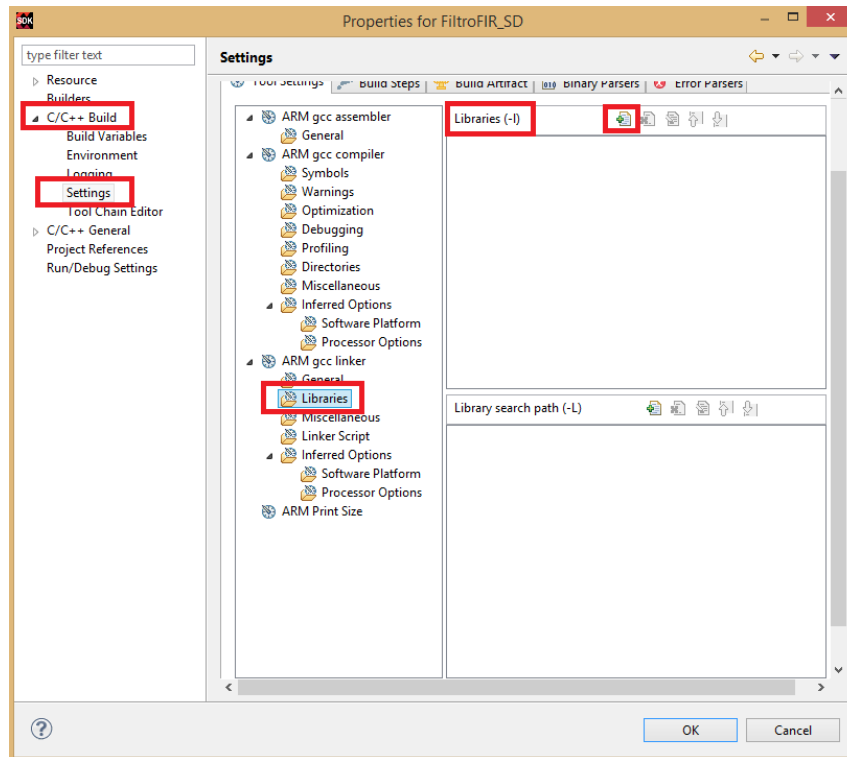 SDK
Properties for FiltroFIR_SD
type filter text
Settings
Resource
Builders
C/C++ Build
Build Variables
Environment
Logging
Settings
Tool Chain Editor
C/C++ General
Project References
Run/Debug Settings
Tool Settings
Build Steps
Build Artifact
Binary Parsers
Error Parsers
ARM gcc assembler
General
ARM gcc compiler
Symbols
Warnings
Optimization
Debugging
Profiling
Directories
Miscellaneous
Inferred Options
Software Platform
Processor Options
ARM gcc linker
General
Libraries
Miscellaneous
Linker Script
Inferred Options
Software Platform
Processor Options
ARM Print Size
Libraries (-l)
Library search path (-L)
OK
Cancel